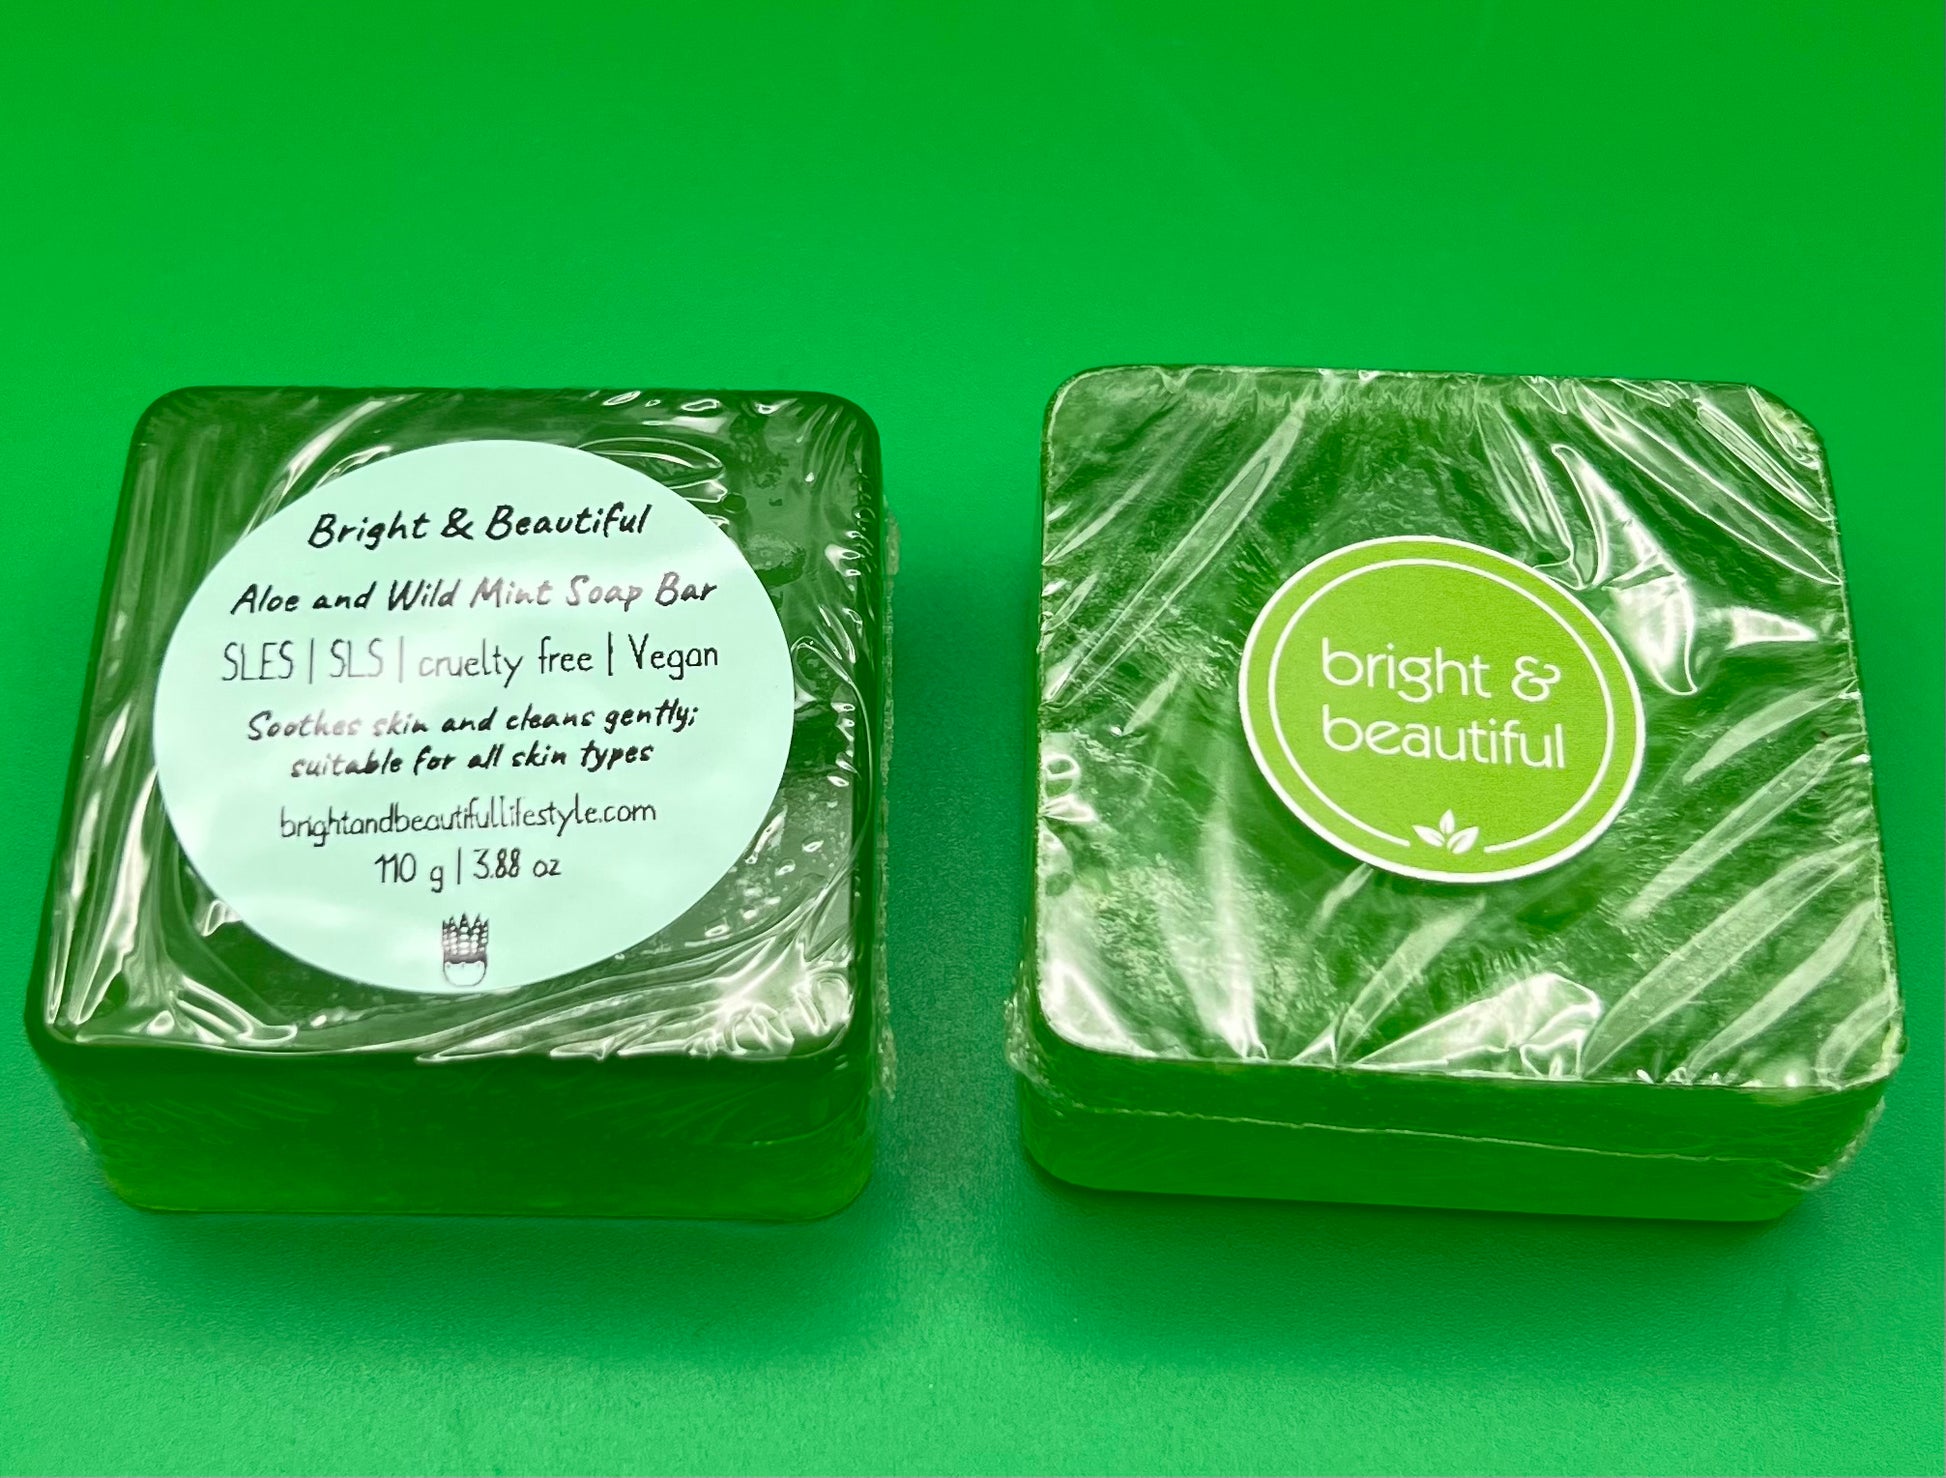 Bright & Beautiful
Aloe and Wild Mint Soap Bar
SLES | SLS | cruelty free | Vegan
Soothes skin and cleans gently;
suitable for all skin types
brightandbeautifullifestyle.com
110 g | 3.88 oz
bright &
beautiful